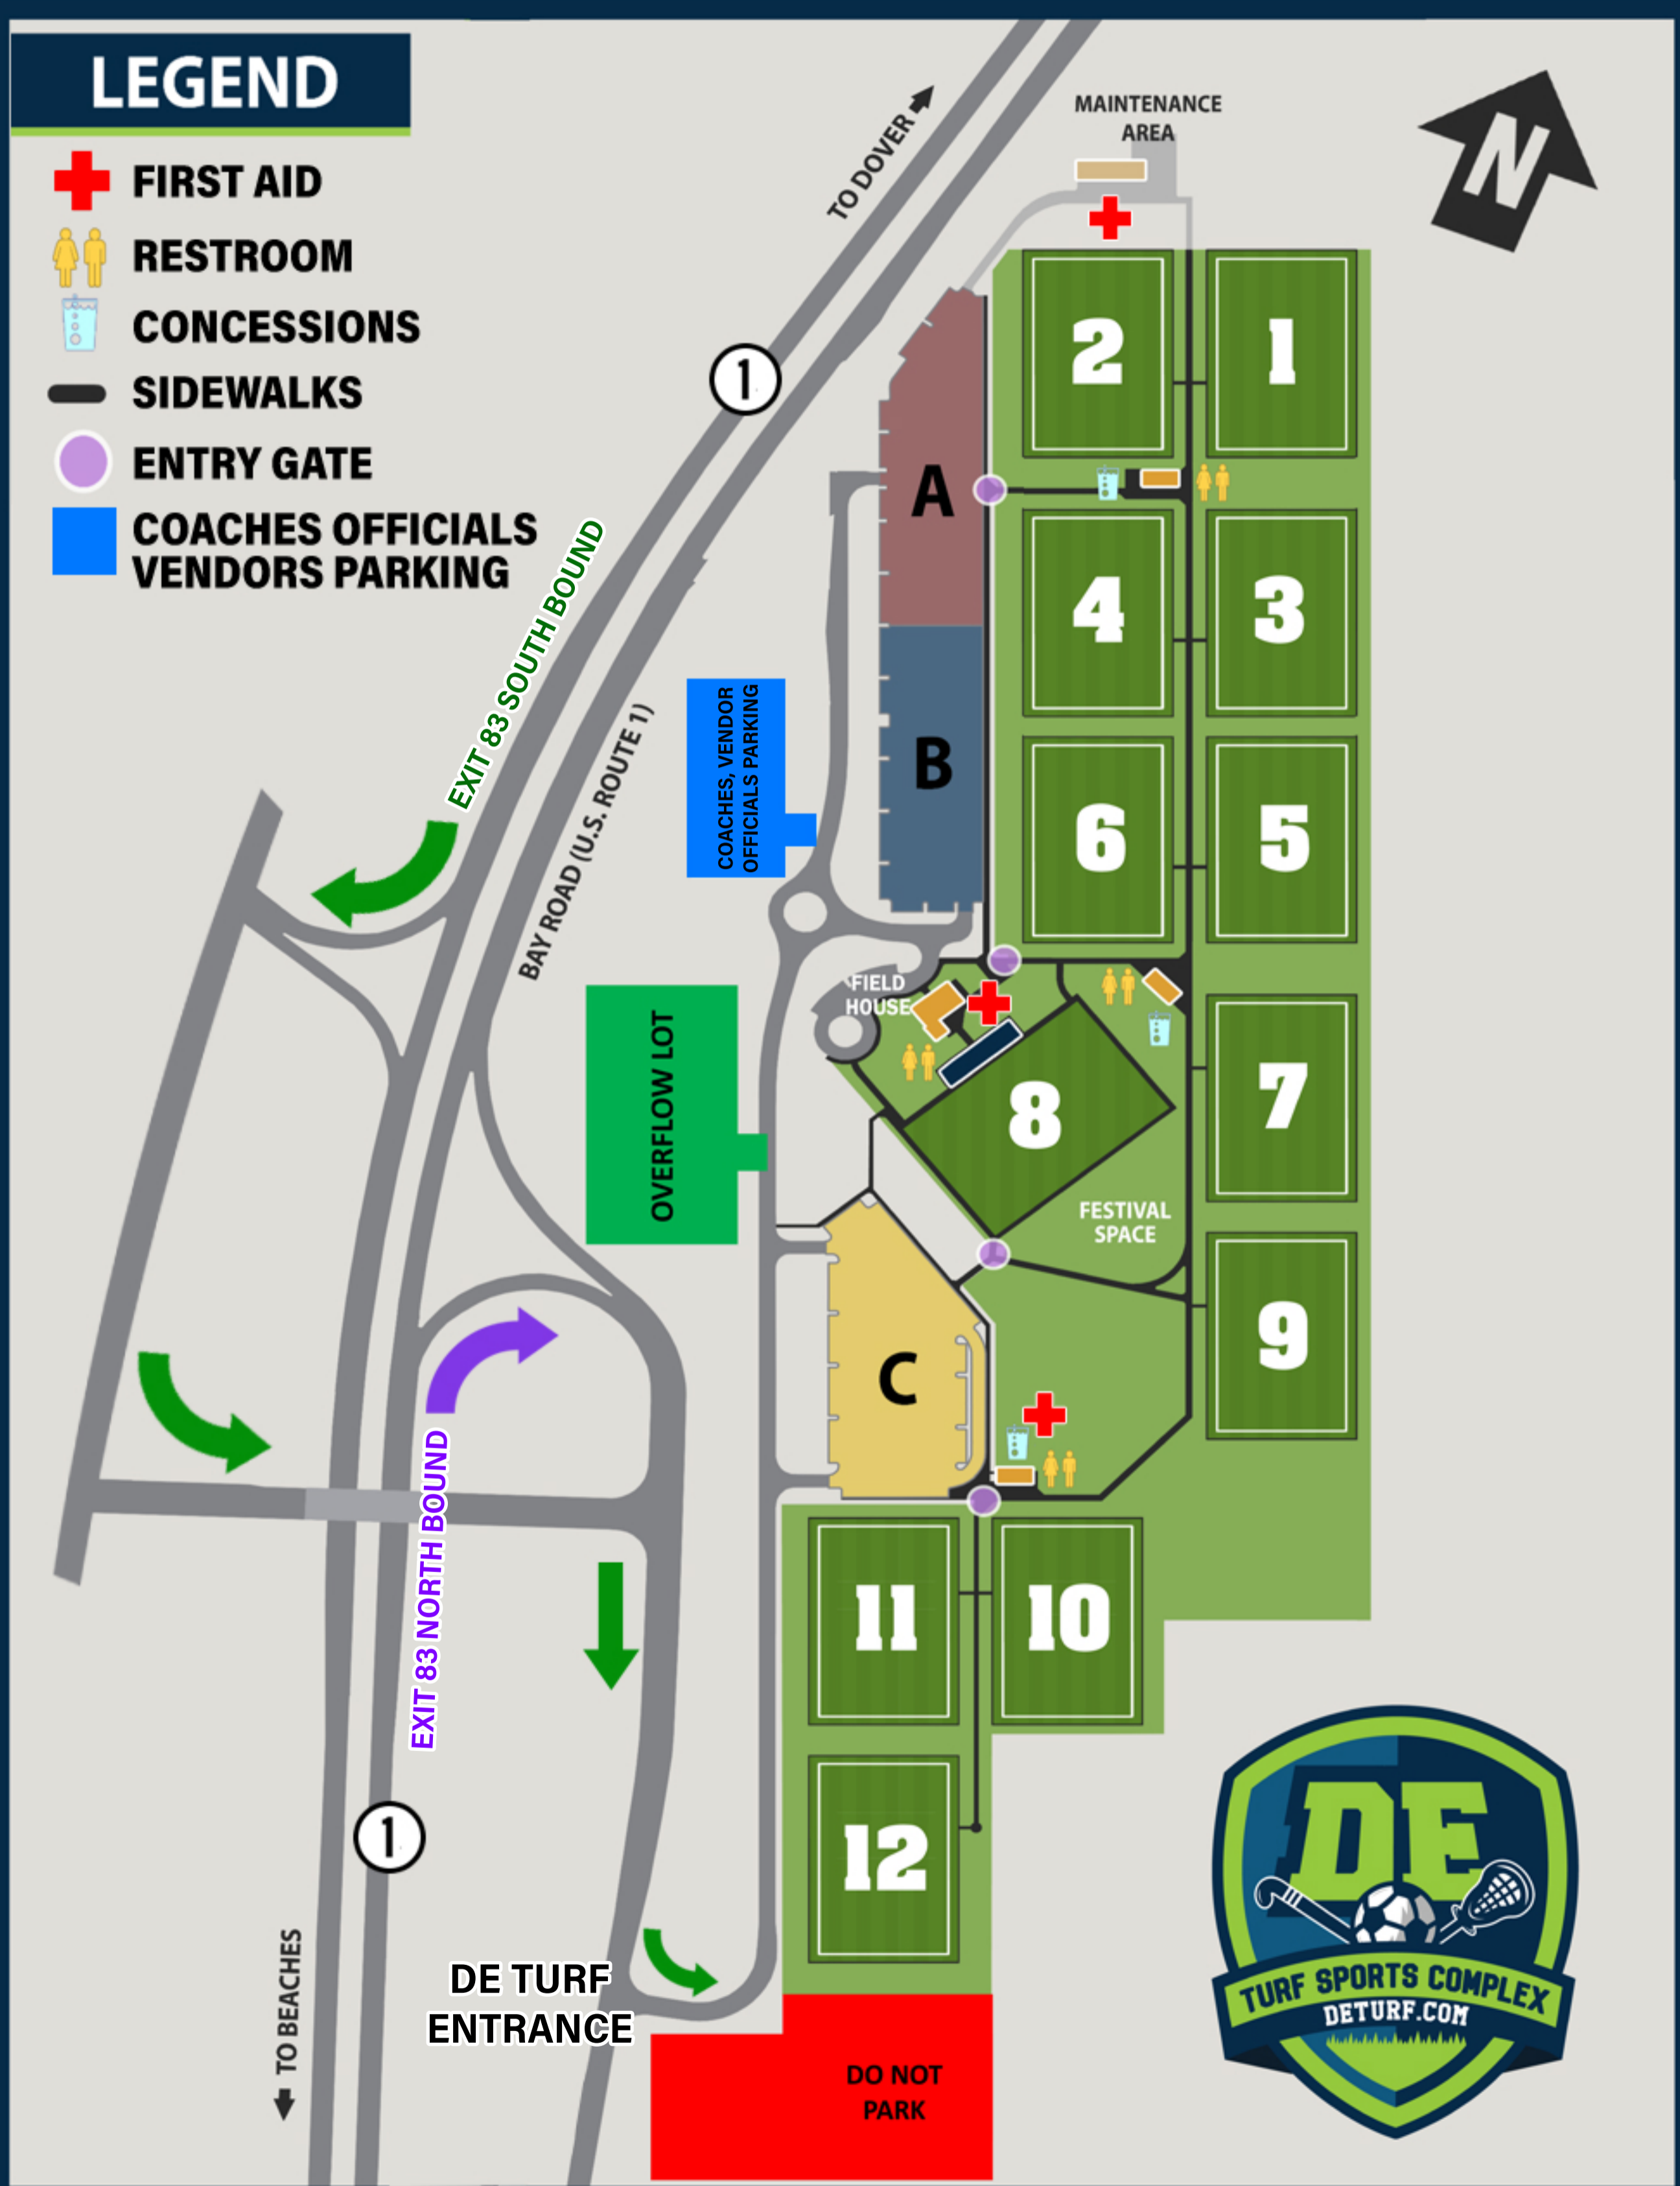 LEGEND
FIRST AID
RESTROOM
CONCESSIONS
SIDEWALKS
ENTRY GATE
COACHES OFFICIALS
VENDORS PARKING
TO DOVER
MAINTENANCE
AREA
N
1
2
1
A
4
3
EXIT 83 SOUTH BOUND
BAY ROAD (U.S. ROUTE 1)
COACHES, VENDOR
OFFICIALS PARKING
B
6
5
FIELD
HOUSE
OVERFLOW LOT
8
7
FESTIVAL
SPACE
C
9
EXIT 83 NORTH BOUND
11
10
12
1
TO BEACHES
DE TURF
ENTRANCE
DO NOT
PARK
DE
TURF SPORTS COMPLEX
DETURF.COM